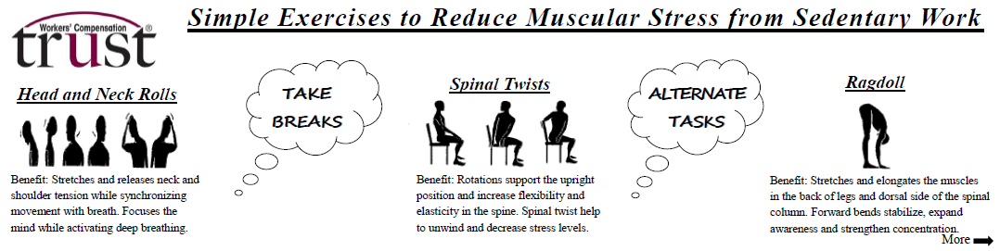 Simple Exercises to Reduce Muscular Stress from Sedentary Work
Workers' Compensation
trust®
Head and Neck Rolls
Benefit: Stretches and releases neck and
shoulder tension while synchronizing
movement with breath. Focuses the
mind while activating deep breathing.
TAKE
BREAKS
Spinal Twists
Benefit: Rotations support the upright
position and increase flexibility and
elasticity in the spine. Spinal twist help
to unwind and decrease stress levels.
ALTERNATE
TASKS
Ragdoll
Benefit: Stretches and elongates the muscles
in the back of legs and dorsal side of the spinal
column. Forward bends stabilize, expand
awareness and strengthen concentration.
More